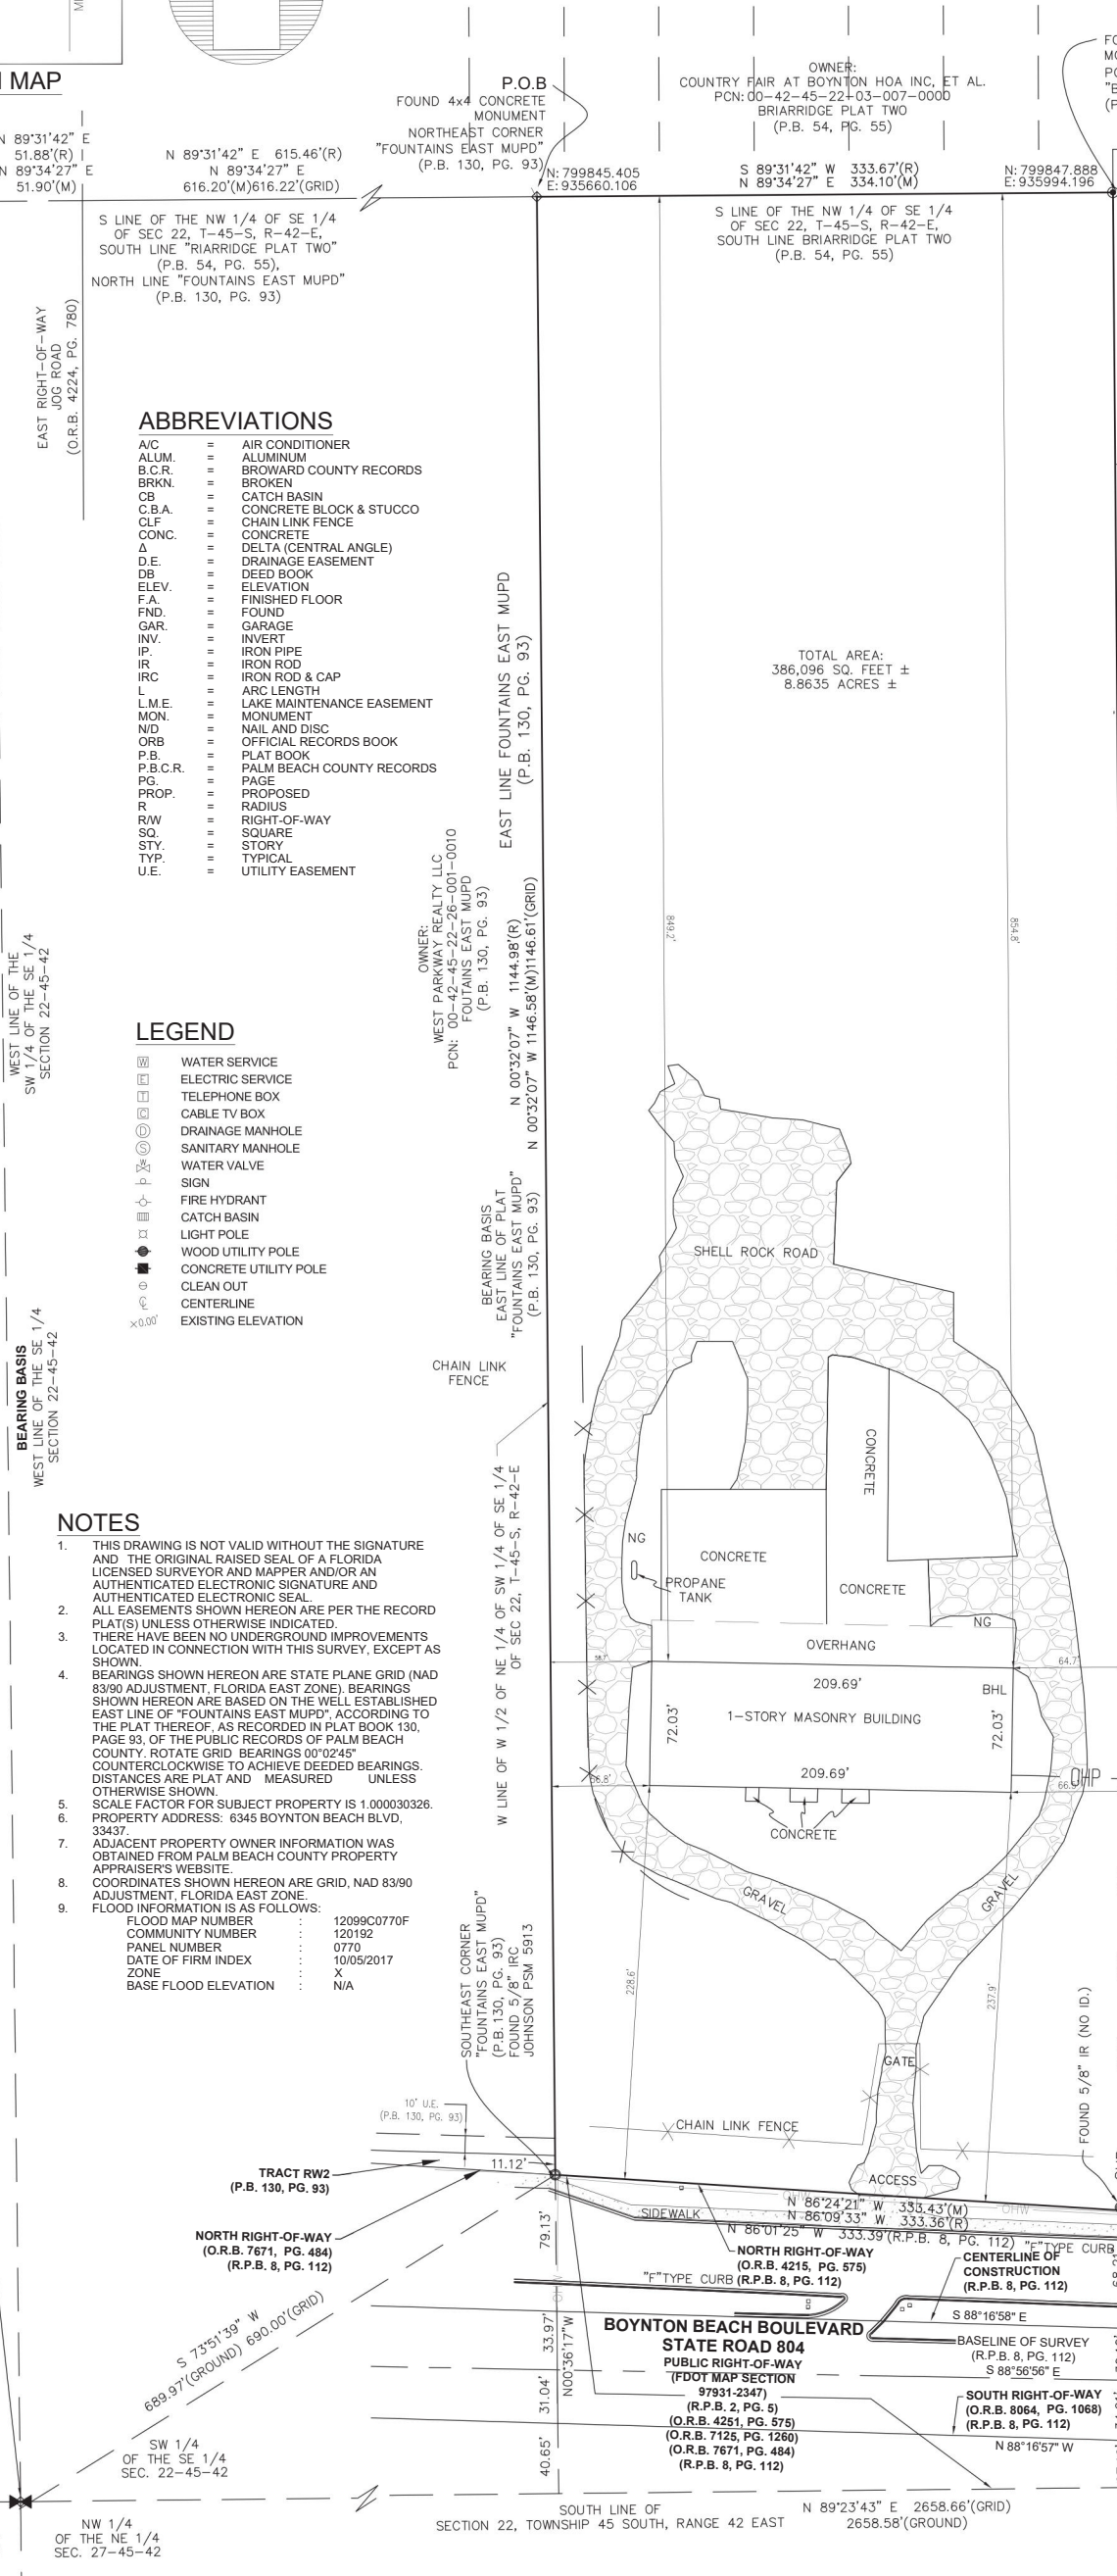 MAP
N 89°31'42" E
51.88'(R)
N 89°34'27" E
51.90'(M)
N 89°31'42" E 615.46'(R)
N 89°34'27" E
616.20'(M)616.22'(GRID)
P.O.B
FOUND 4x4 CONCRETE
MONUMENT
NORTHEAST CORNER
"FOUNTAINS EAST MUPD"
(P.B. 130, PG. 93)
OWNER:
COUNTRY FAIR AT BOYNTON HOA INC, ET AL.
PCN: 00-42-45-22-03-007-0000
BRIARRIDGE PLAT TWO
(P.B. 54, PG. 55)
N: 799845.405
E: 935660.106
S 89°31'42" W 333.67'(R)
N 89°34'27" E 334.10'(M)
N: 799847.888
E: 935994.196
S LINE OF THE NW 1/4 OF SE 1/4
OF SEC 22, T-45-S, R-42-E,
SOUTH LINE "RIARRIDGE PLAT TWO"
(P.B. 54, PG. 55),
NORTH LINE "FOUNTAINS EAST MUPD"
(P.B. 130, PG. 93)
S LINE OF THE NW 1/4 OF SE 1/4
OF SEC 22, T-45-S, R-42-E,
SOUTH LINE BRIARRIDGE PLAT TWO
(P.B. 54, PG. 55)
EAST RIGHT-OF-WAY
JOG ROAD
(O.R.B. 4224, PG. 780)
ABBREVIATIONS
A/C = AIR CONDITIONER
ALUM. = ALUMINUM
B.C.R. = BROWARD COUNTY RECORDS
BRKN. = BROKEN
CB = CATCH BASIN
C.B.A. = CONCRETE BLOCK & STUCCO
CLF = CHAIN LINK FENCE
CONC. = CONCRETE
Δ = DELTA (CENTRAL ANGLE)
D.E. = DRAINAGE EASEMENT
DB = DEED BOOK
ELEV. = ELEVATION
F.A. = FINISHED FLOOR
FND. = FOUND
GAR. = GARAGE
INV. = INVERT
IP. = IRON PIPE
IR = IRON ROD
IRC = IRON ROD & CAP
L = ARC LENGTH
L.M.E. = LAKE MAINTENANCE EASEMENT
MON. = MONUMENT
N/D = NAIL AND DISC
ORB = OFFICIAL RECORDS BOOK
P.B. = PLAT BOOK
P.B.C.R. = PALM BEACH COUNTY RECORDS
PG. = PAGE
PROP. = PROPOSED
R = RADIUS
R/W = RIGHT-OF-WAY
SQ. = SQUARE
STY. = STORY
TYP. = TYPICAL
U.E. = UTILITY EASEMENT
EAST LINE FOUNTAINS EAST MUPD
(P.B. 130, PG. 93)
TOTAL AREA:
386,096 SQ. FEET ±
8.8635 ACRES ±
849.2'
854.8'
OWNER:
WEST PARKWAY REALTY LLC
PCN: 00-42-45-22-26-001-0010
FOUTAINS EAST MUPD
(P.B. 130, PG. 93)
N 00°32'07" W 1144.98'(R)
N 00°32'07" W 1146.58'(M)1146.61'(GRID)
WEST LINE OF THE
SW 1/4 OF THE SE 1/4
SECTION 22-45-42
LEGEND
W WATER SERVICE
E ELECTRIC SERVICE
T TELEPHONE BOX
C CABLE TV BOX
D DRAINAGE MANHOLE
S SANITARY MANHOLE
W WATER VALVE
SIGN
FIRE HYDRANT
CATCH BASIN
LIGHT POLE
WOOD UTILITY POLE
CONCRETE UTILITY POLE
CLEAN OUT
℄ CENTERLINE
×0.00' EXISTING ELEVATION
BEARING BASIS
EAST LINE OF PLAT
"FOUNTAINS EAST MUPD"
(P.B. 130, PG. 93)
SHELL ROCK ROAD
BEARING BASIS
WEST LINE OF THE SE 1/4
SECTION 22-45-42
CHAIN LINK
FENCE
W LINE OF W 1/2 OF NE 1/4 OF SW 1/4 OF SE 1/4
OF SEC 22, T-45-S, R-42-E
CONCRETE
NG
CONCRETE
PROPANE
TANK
CONCRETE
NG
OVERHANG
64.7'
209.69'
BHL
72.03'
1-STORY MASONRY BUILDING
72.03'
209.69'
56.8'
66.9'
OHP
CONCRETE
GRAVEL
GRAVEL
228.6'
237.9'
NOTES
1. THIS DRAWING IS NOT VALID WITHOUT THE SIGNATURE
AND THE ORIGINAL RAISED SEAL OF A FLORIDA
LICENSED SURVEYOR AND MAPPER AND/OR AN
AUTHENTICATED ELECTRONIC SIGNATURE AND
AUTHENTICATED ELECTRONIC SEAL.
2. ALL EASEMENTS SHOWN HEREON ARE PER THE RECORD
PLAT(S) UNLESS OTHERWISE INDICATED.
3. THERE HAVE BEEN NO UNDERGROUND IMPROVEMENTS
LOCATED IN CONNECTION WITH THIS SURVEY, EXCEPT AS
SHOWN.
4. BEARINGS SHOWN HEREON ARE STATE PLANE GRID (NAD
83/90 ADJUSTMENT, FLORIDA EAST ZONE). BEARINGS
SHOWN HEREON ARE BASED ON THE WELL ESTABLISHED
EAST LINE OF "FOUNTAINS EAST MUPD", ACCORDING TO
THE PLAT THEREOF, AS RECORDED IN PLAT BOOK 130,
PAGE 93, OF THE PUBLIC RECORDS OF PALM BEACH
COUNTY. ROTATE GRID BEARINGS 00°02'45"
COUNTERCLOCKWISE TO ACHIEVE DEEDED BEARINGS.
DISTANCES ARE PLAT AND MEASURED UNLESS
OTHERWISE SHOWN.
5. SCALE FACTOR FOR SUBJECT PROPERTY IS 1.000030326.
6. PROPERTY ADDRESS: 6345 BOYNTON BEACH BLVD,
33437.
7. ADJACENT PROPERTY OWNER INFORMATION WAS
OBTAINED FROM PALM BEACH COUNTY PROPERTY
APPRAISER'S WEBSITE.
8. COORDINATES SHOWN HEREON ARE GRID, NAD 83/90
ADJUSTMENT, FLORIDA EAST ZONE.
9. FLOOD INFORMATION IS AS FOLLOWS:
FLOOD MAP NUMBER : 12099C0770F
COMMUNITY NUMBER : 120192
PANEL NUMBER : 0770
DATE OF FIRM INDEX : 10/05/2017
ZONE : X
BASE FLOOD ELEVATION : N/A
SOUTHEAST CORNER
"FOUNTAINS EAST MUPD"
(P.B. 130, PG. 93)
FOUND 5/8" IRC
JOHNSON PSM 5913
FOUND 5/8" IR (NO ID.)
GATE
10' U.E.
(P.B. 130, PG. 93)
CHAIN LINK FENCE
11.12'
ACCESS
TRACT RW2
(P.B. 130, PG. 93)
N 86°24'21" W 333.43'(M)
N 86°09'33" W 333.36'(R)
N 86°01'25" W 333.39'(R.P.B. 8, PG. 112)
OHW
SIDEWALK
"F"TYPE CURB
NORTH RIGHT-OF-WAY
(O.R.B. 7671, PG. 484)
(R.P.B. 8, PG. 112)
79.13'
NORTH RIGHT-OF-WAY
(O.R.B. 4215, PG. 575)
(R.P.B. 8, PG. 112)
"F"TYPE CURB
CENTERLINE OF
CONSTRUCTION
(R.P.B. 8, PG. 112)
S 88°16'58" E
BASELINE OF SURVEY
(R.P.B. 8, PG. 112)
S 88°56'56" E
BOYNTON BEACH BOULEVARD
STATE ROAD 804
PUBLIC RIGHT-OF-WAY
(FDOT MAP SECTION
97931-2347)
(R.P.B. 2, PG. 5)
(O.R.B. 4251, PG. 575)
(O.R.B. 7125, PG. 1260)
(O.R.B. 7671, PG. 484)
(R.P.B. 8, PG. 112)
SOUTH RIGHT-OF-WAY
(O.R.B. 8064, PG. 1068)
(R.P.B. 8, PG. 112)
N 88°16'57" W
33.97'
31.04'
N00°36'17"W
40.65'
S 73°51'39" W
689.97'(GROUND) 690.00'(GRID)
SW 1/4
OF THE SE 1/4
SEC. 22-45-42
NW 1/4
OF THE NE 1/4
SEC. 27-45-42
SOUTH LINE OF
SECTION 22, TOWNSHIP 45 SOUTH, RANGE 42 EAST
N 89°23'43" E 2658.66'(GRID)
2658.58'(GROUND)